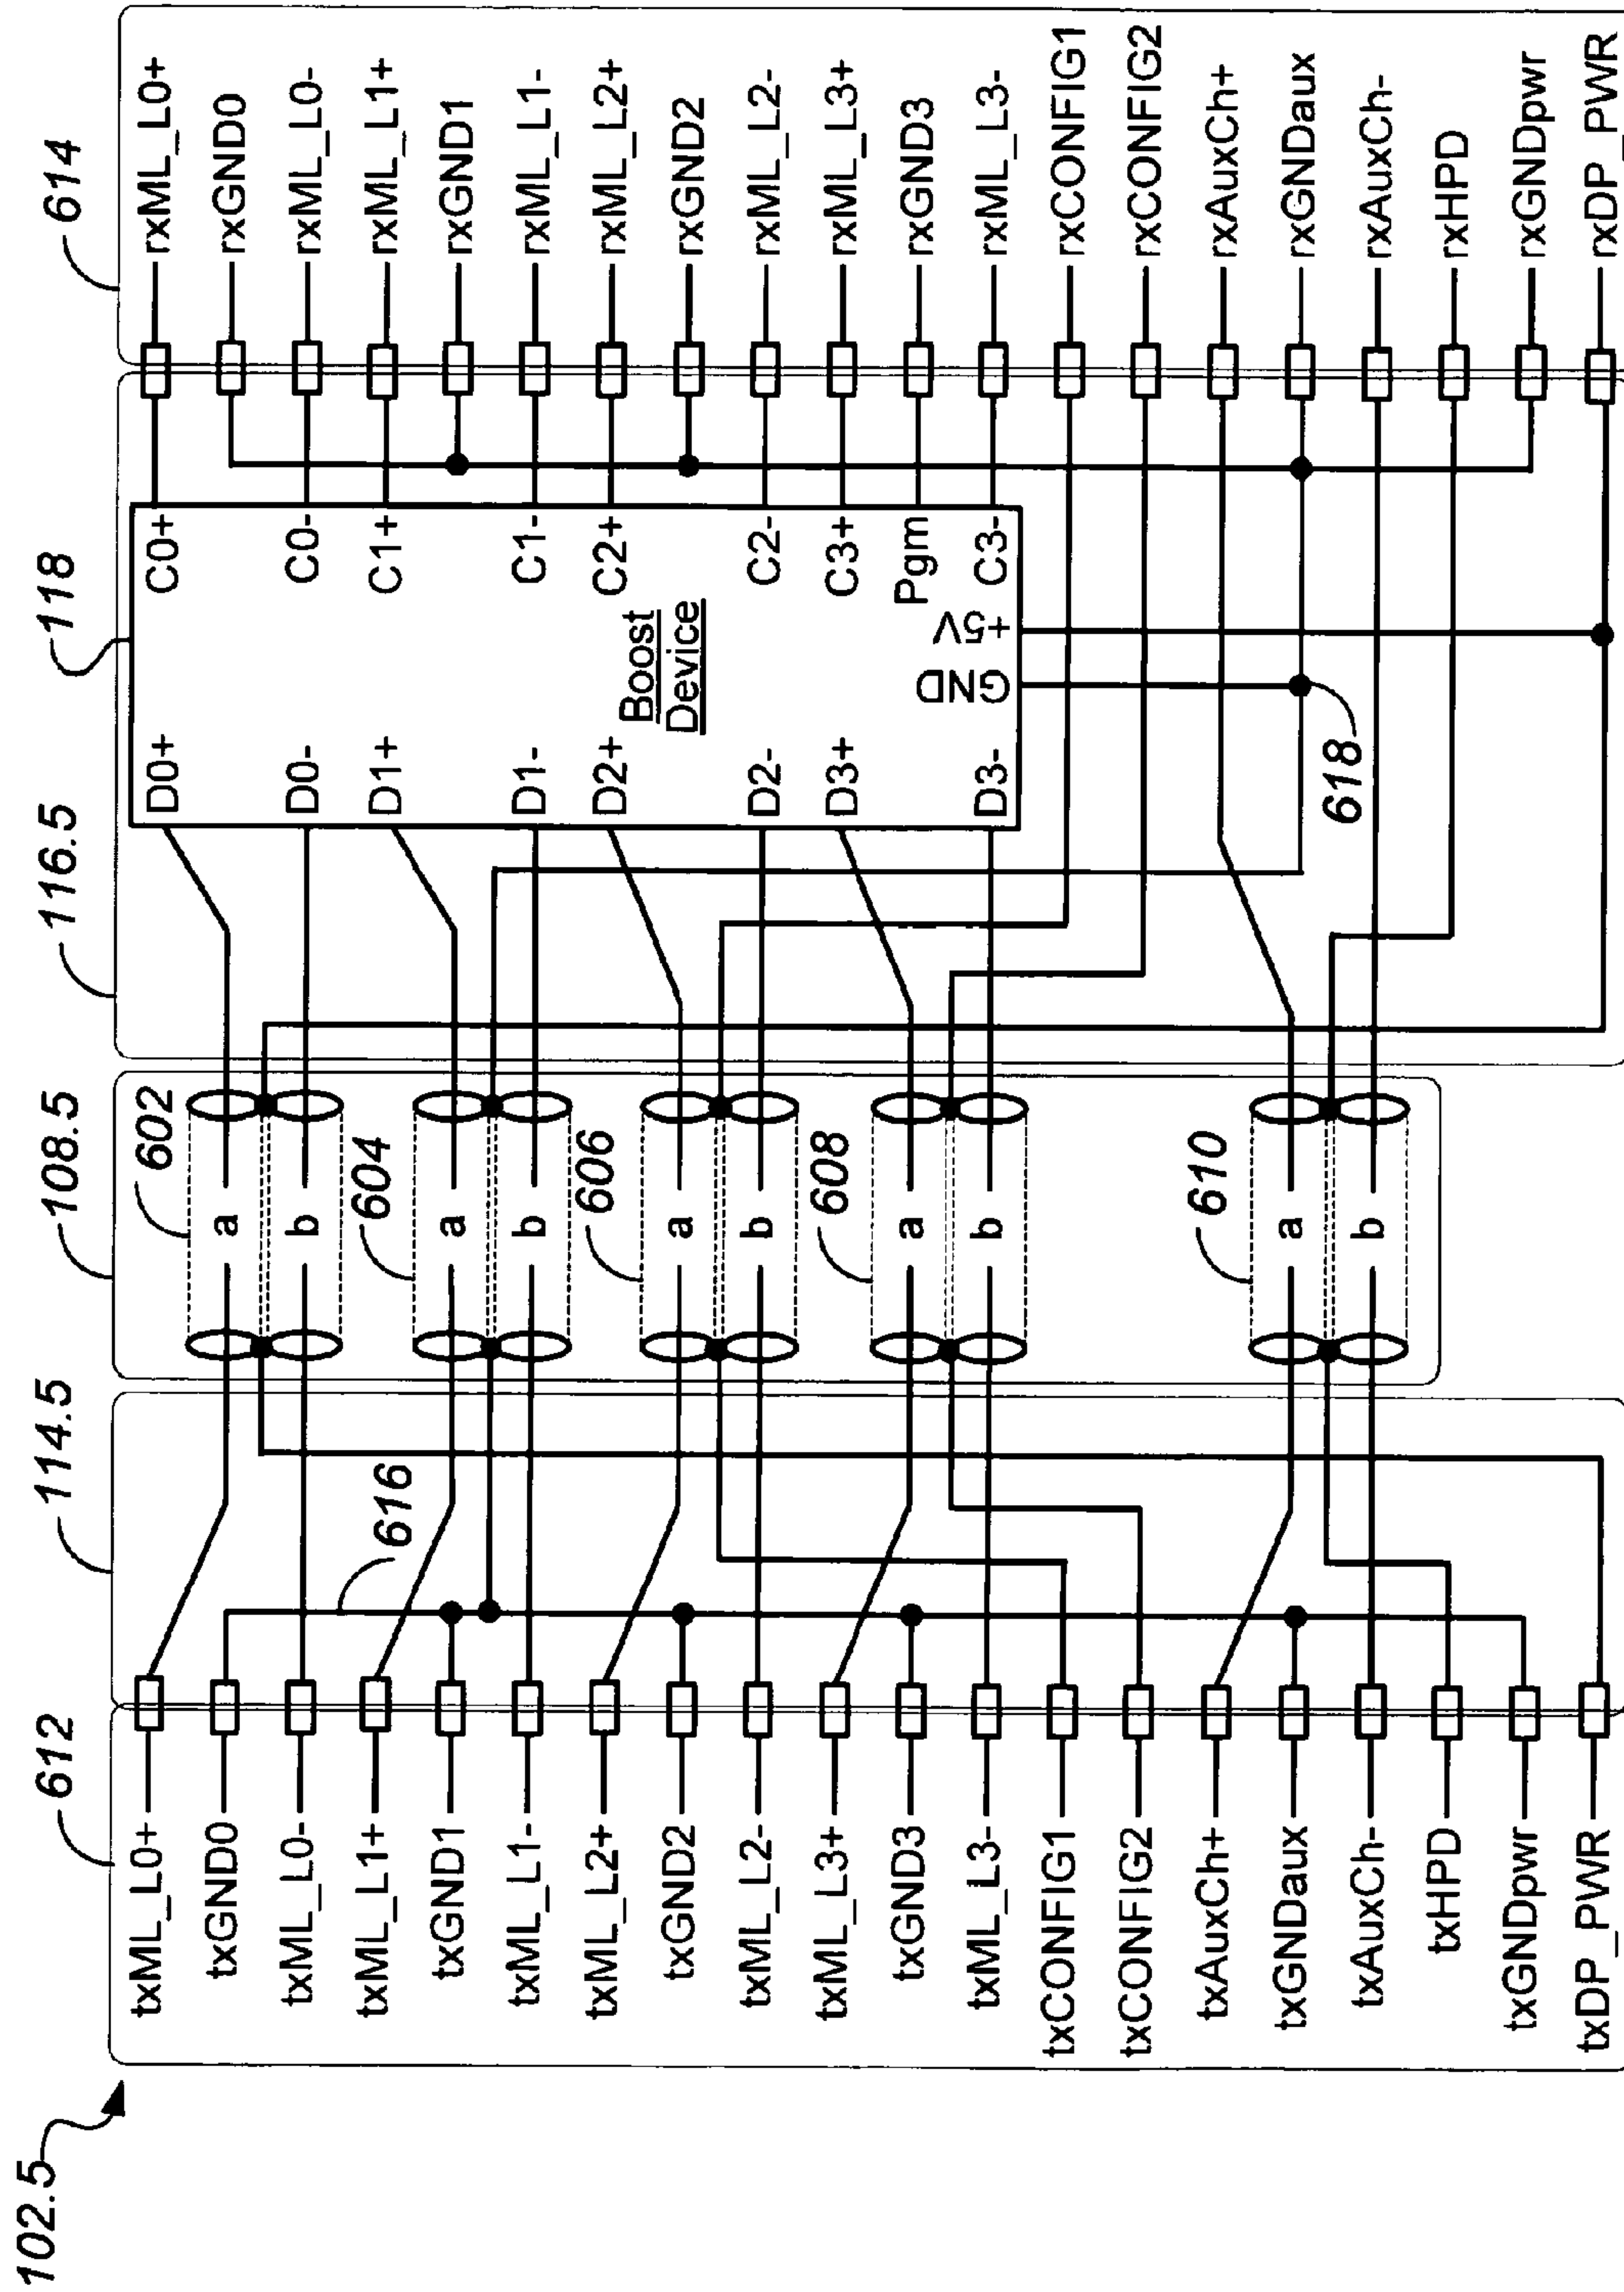 102.5
612
114.5
108.5
116.5
118
614
txML_L0+
txGND0
txML_L0-
txML_L1+
txGND1
txML_L1-
txML_L2+
txGND2
txML_L2-
txML_L3+
txGND3
txML_L3-
txCONFIG1
txCONFIG2
txAuxCh+
txGNDaux
txAuxCh-
txHPD
txGNDpwr
txDP_PWR
616
602
a
b
604
a
b
606
a
b
608
a
b
610
a
b
D0+
D0-
D1+
D1-
D2+
D2-
D3+
D3-
Boost
Device
GND
+5V
C0+
C0-
C1+
C1-
C2+
C2-
C3+
Pgm
C3-
618
rxML_L0+
rxGND0
rxML_L0-
rxML_L1+
rxGND1
rxML_L1-
rxML_L2+
rxGND2
rxML_L2-
rxML_L3+
rxGND3
rxML_L3-
rxCONFIG1
rxCONFIG2
rxAuxCh+
rxGNDaux
rxAuxCh-
rxHPD
rxGNDpwr
rxDP_PWR